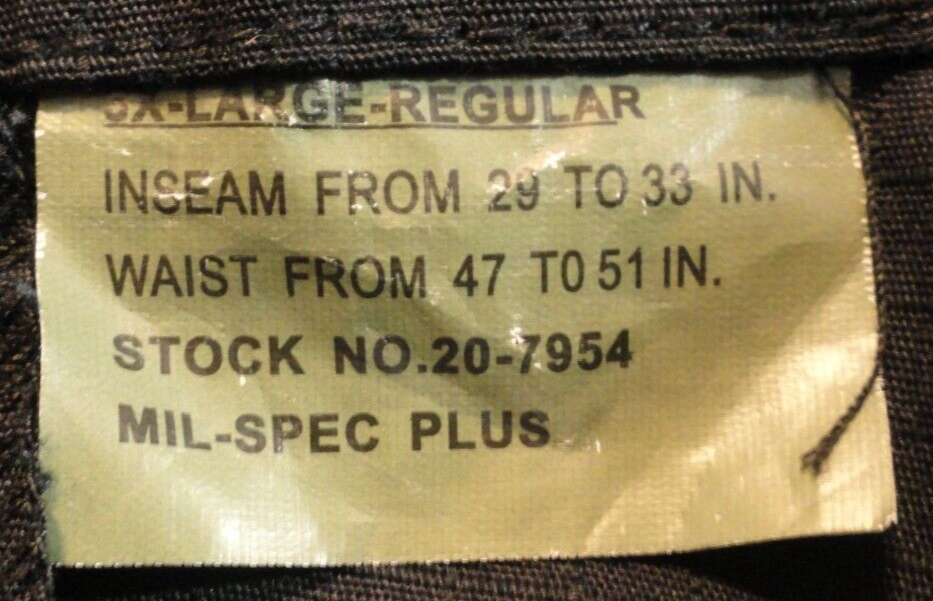 3X-LARGE-REGULAR
INSEAM FROM 29 TO 33 IN.
WAIST FROM 47 TO 51 IN.
STOCK NO.20-7954
MIL-SPEC PLUS